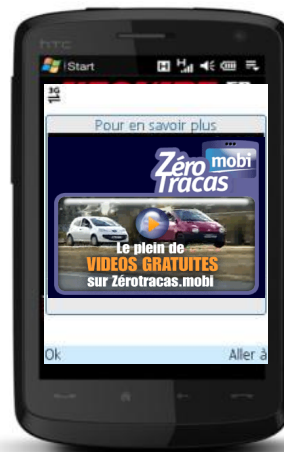 hTC
Start
3G
Pour en savoir plus
Zéro mobi
Tracas
Le plein de
VIDEOS GRATUITES
sur Zérotracas.mobi
Ok Aller à